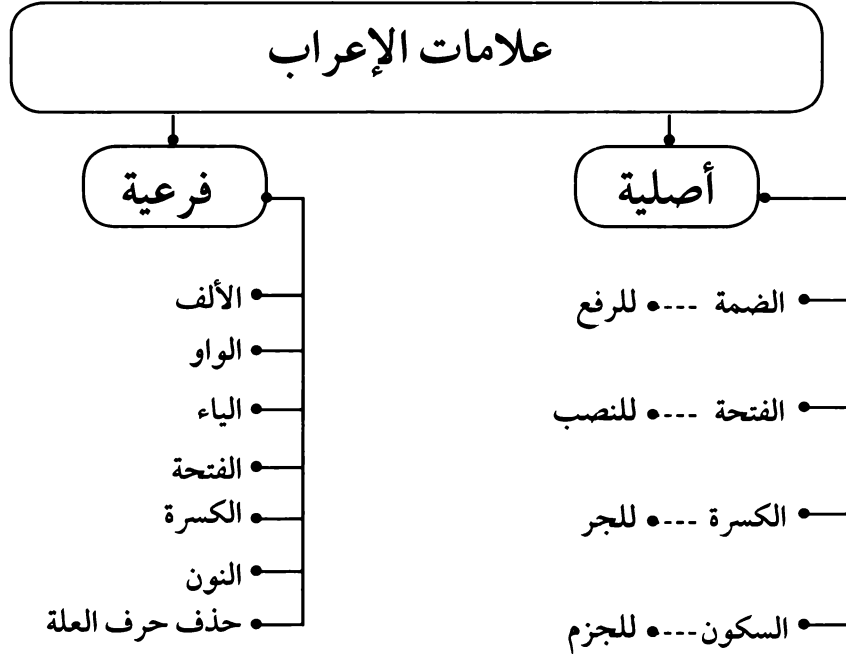 علامات الإعراب
أصلية
الضمة ---• للرفع
الفتحة ---• للنصب
الكسرة ---• للجر
السكون ---• للجزم
فرعية
الألف
الواو
الياء
الفتحة
الكسرة
النون
حذف حرف العلة